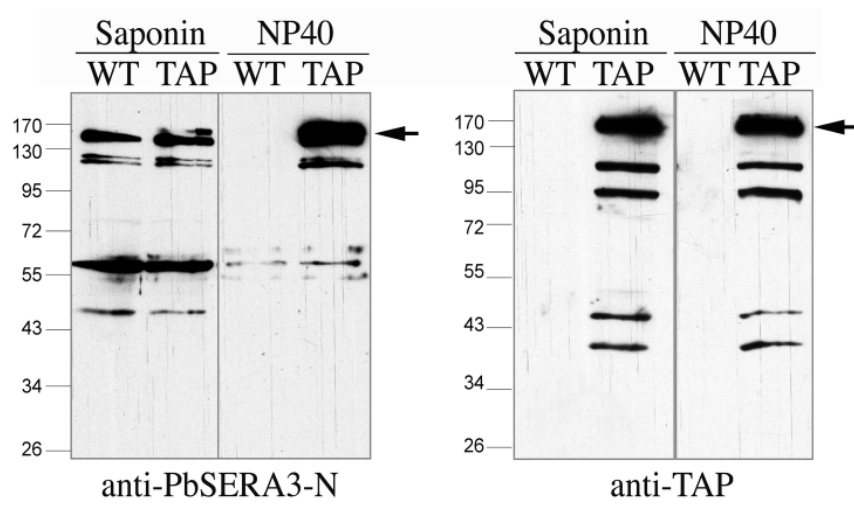 Saponin NP40
WT TAP WT TAP
170
130
95
72
55
43
34
26
anti-PbSERA3-N
Saponin NP40
WT TAP WT TAP
170
130
95
72
55
43
34
26
anti-TAP